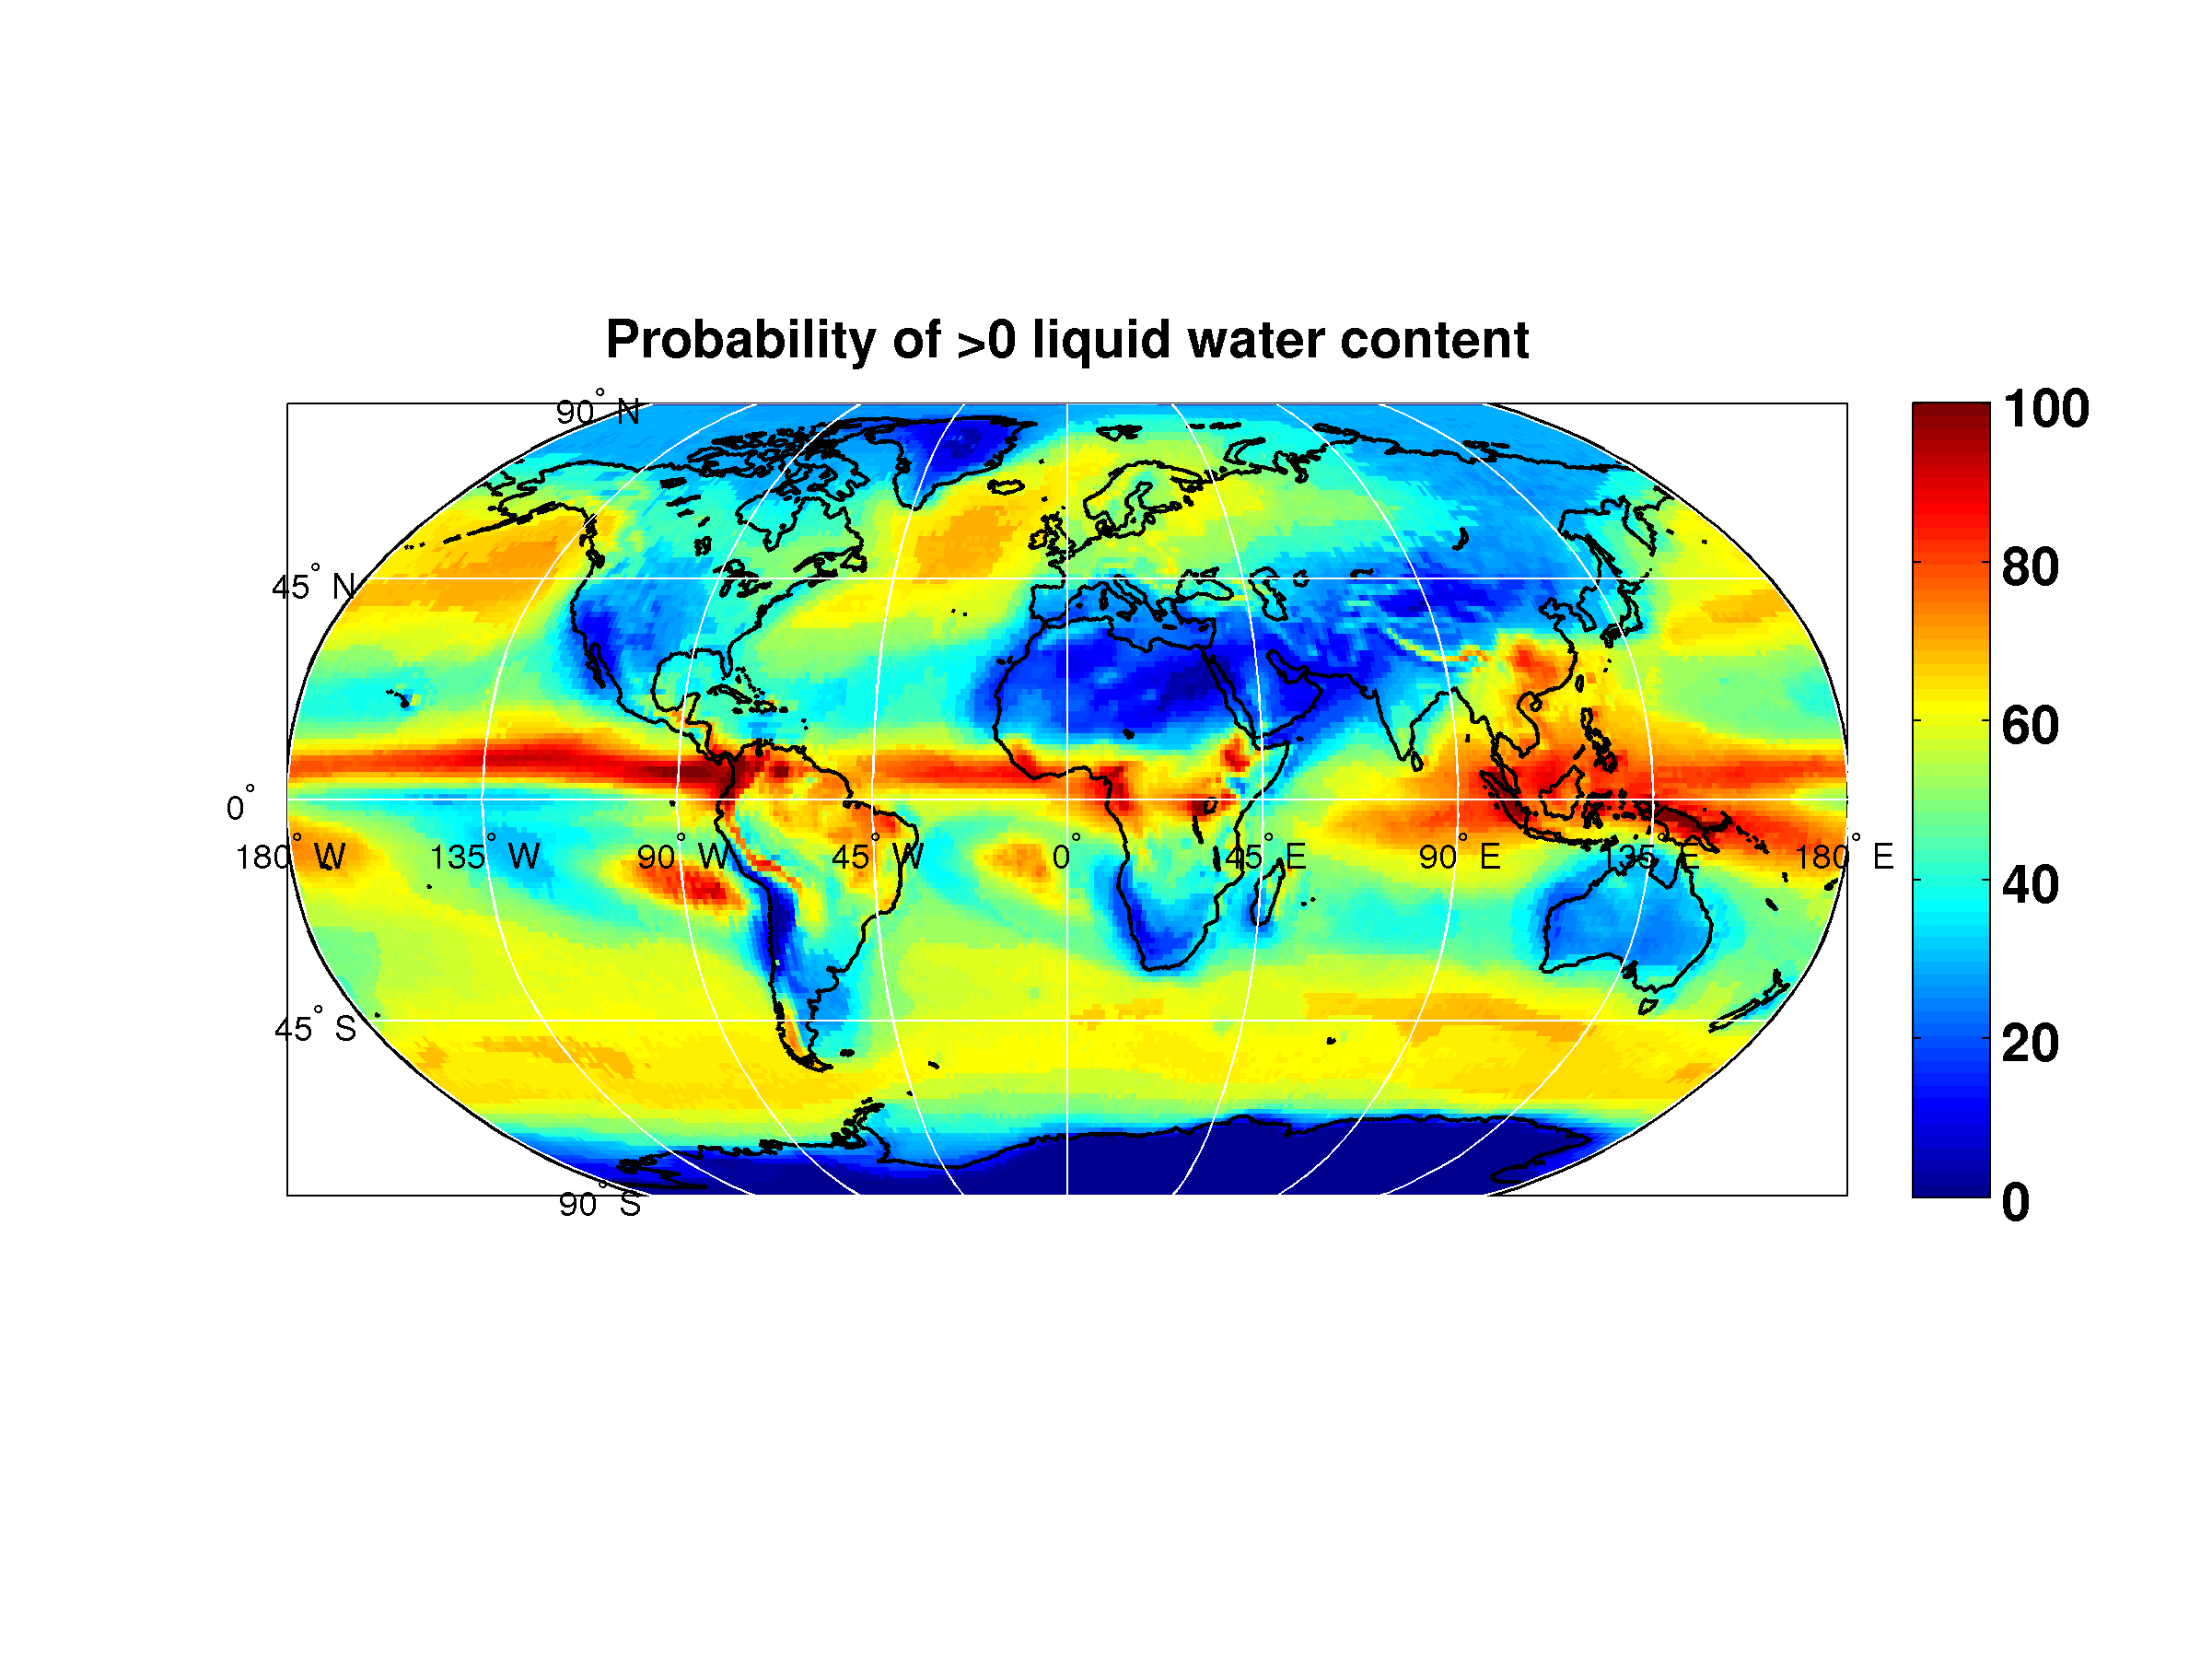 Probability of >0 liquid water content
90° N
45° N
0°
180° W
135° W
90° W
45° W
0°
45° E
90° E
135° E
180° E
45° S
90° S
100
80
60
40
20
0